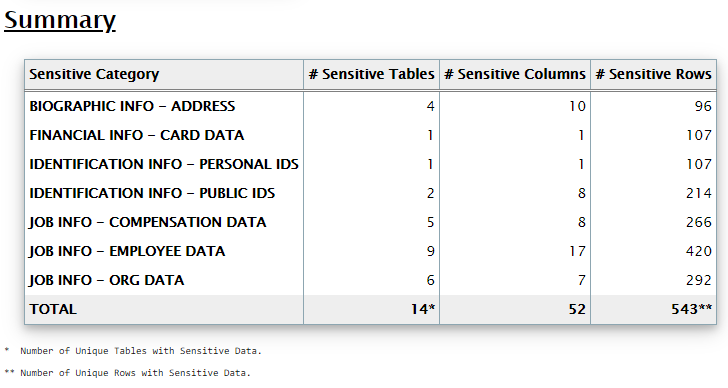 Summary
Sensitive Category # Sensitive Tables # Sensitive Columns # Sensitive Rows
BIOGRAPHIC INFO - ADDRESS 4 10 96
FINANCIAL INFO - CARD DATA 1 1 107
IDENTIFICATION INFO - PERSONAL IDS 1 1 107
IDENTIFICATION INFO - PUBLIC IDS 2 8 214
JOB INFO - COMPENSATION DATA 5 8 266
JOB INFO - EMPLOYEE DATA 9 17 420
JOB INFO - ORG DATA 6 7 292
TOTAL 14* 52 543**
* Number of Unique Tables with Sensitive Data.
** Number of Unique Rows with Sensitive Data.